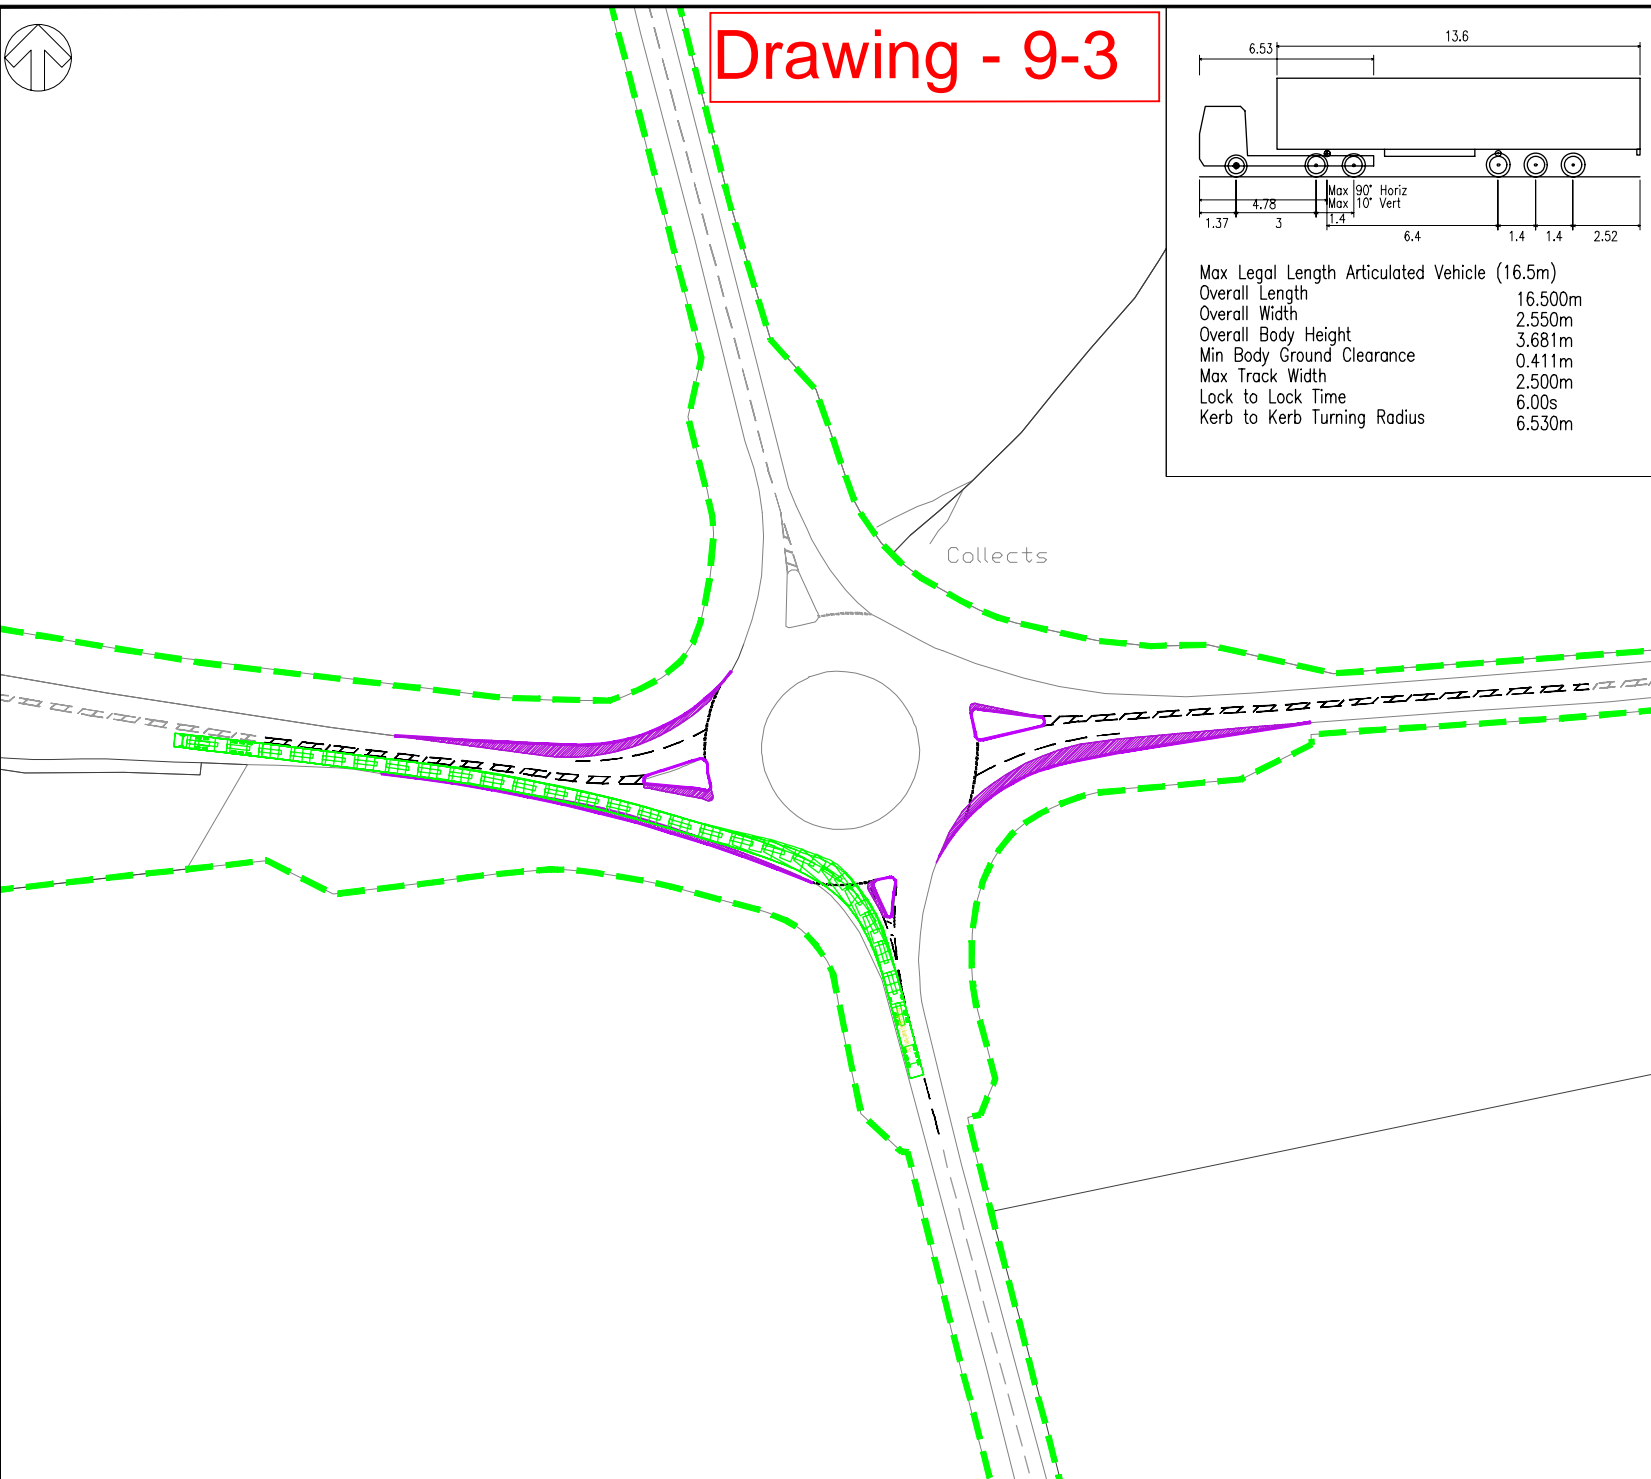 Drawing - 9-3
13.6
6.53
Max 90° Horiz
Max 10° Vert
4.78
1.37
3
1.4
6.4
1.4
1.4
2.52
Max Legal Length Articulated Vehicle (16.5m)
Overall Length 16.500m
Overall Width 2.550m
Overall Body Height 3.681m
Min Body Ground Clearance 0.411m
Max Track Width 2.500m
Lock to Lock Time 6.00s
Kerb to Kerb Turning Radius 6.530m
Collects